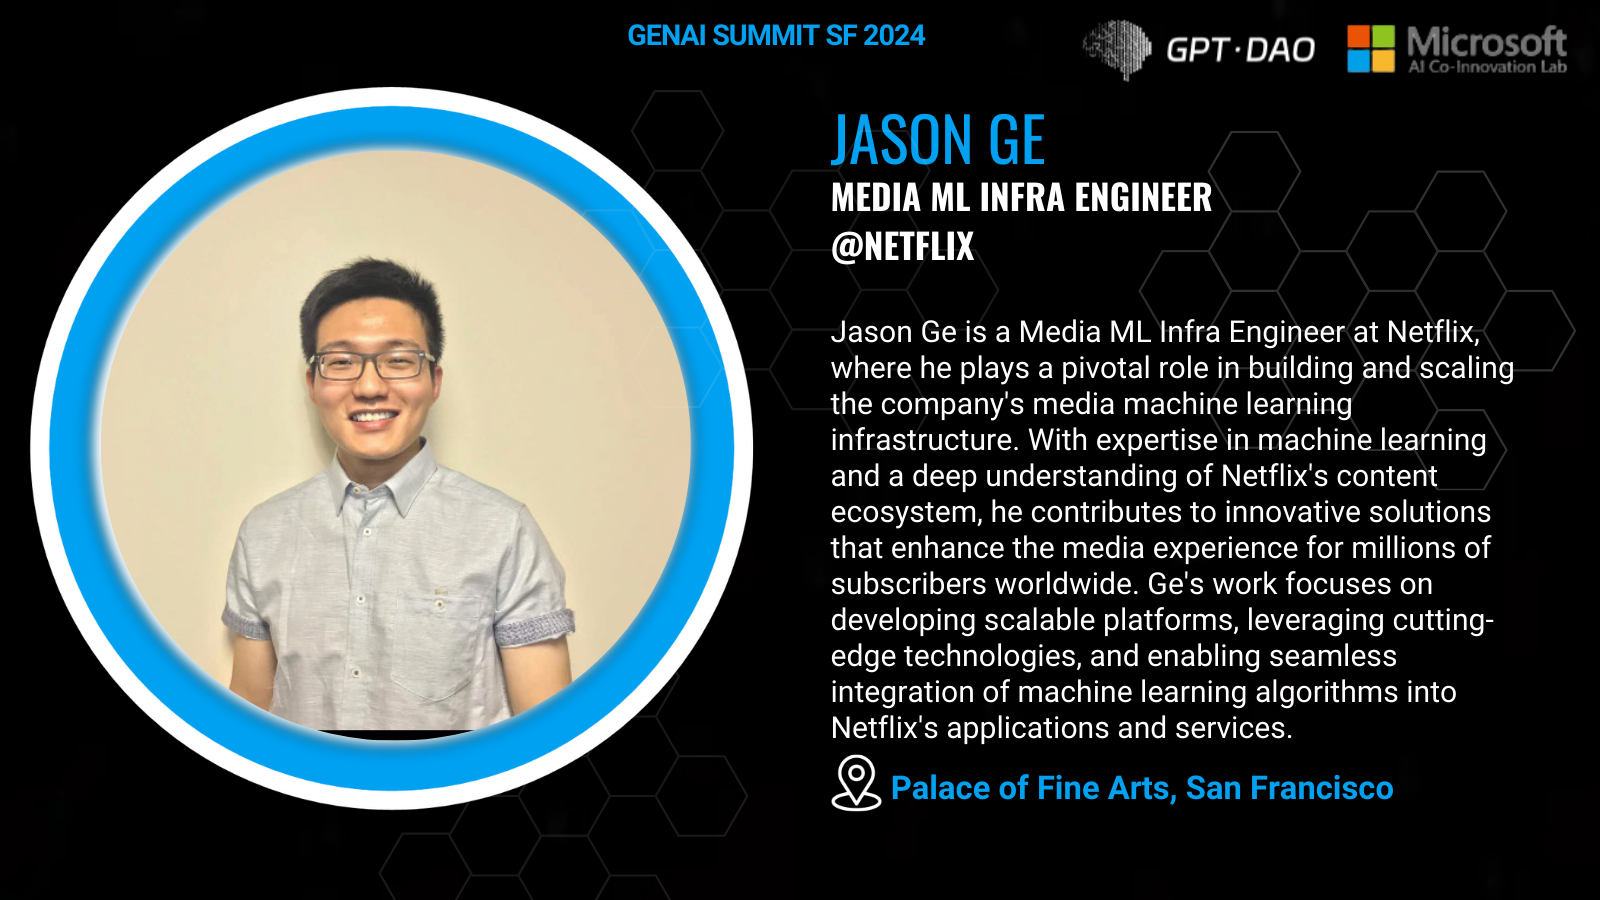 GENAI SUMMIT SF 2024
GPT·DAO
Microsoft
AI Co-Innovation Lab
JASON GE
MEDIA ML INFRA ENGINEER
@NETFLIX
Jason Ge is a Media ML Infra Engineer at Netflix,
where he plays a pivotal role in building and scaling
the company's media machine learning
infrastructure. With expertise in machine learning
and a deep understanding of Netflix's content
ecosystem, he contributes to innovative solutions
that enhance the media experience for millions of
subscribers worldwide. Ge's work focuses on
developing scalable platforms, leveraging cutting-
edge technologies, and enabling seamless
integration of machine learning algorithms into
Netflix's applications and services.
Palace of Fine Arts, San Francisco